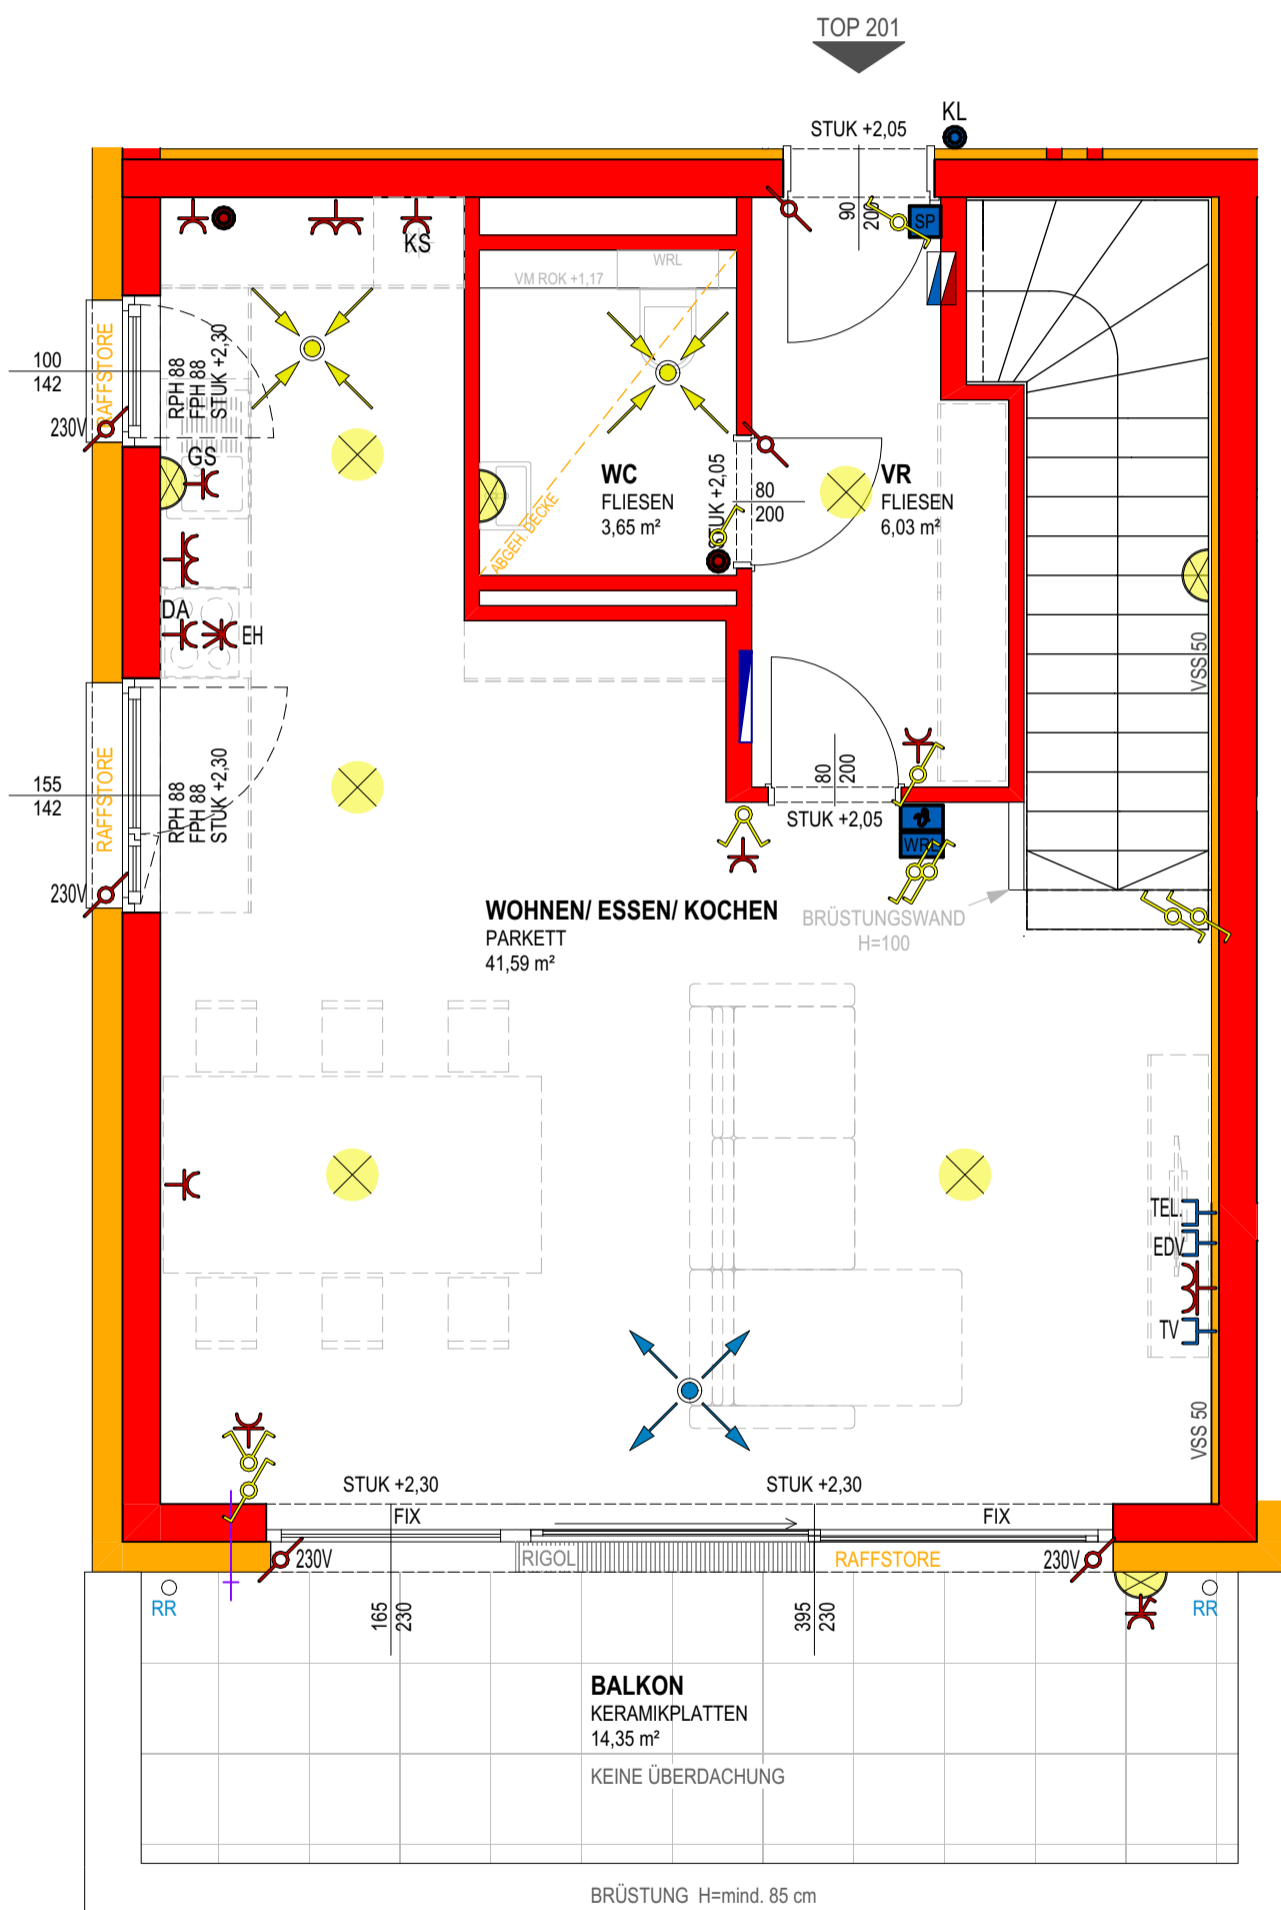 TOP 201
KL
STUK +2,05
90
200
SP
KS
WRL
VM ROK +1,17
RAFFSTORE
100
142
RPH 88
FPH 88
STUK +2,30
230V
GS
WC
FLIESEN
3,65 m²
ABGEH. DECKE
STUK +2,05
80
200
VR
FLIESEN
6,03 m²
DA
EH
VSS 50
RAFFSTORE
155
142
RPH 88
FPH 88
STUK +2,30
230V
80
200
STUK +2,05
WRL
WOHNEN/ ESSEN/ KOCHEN
PARKETT
41,59 m²
BRÜSTUNGSWAND
H=100
TEL.
EDV
TV
VSS 50
STUK +2,30
STUK +2,30
FIX
FIX
230V
RIGOL
RAFFSTORE
230V
RR
RR
165
230
395
230
BALKON
KERAMIKPLATTEN
14,35 m²
KEINE ÜBERDACHUNG
BRÜSTUNG H=mind. 85 cm